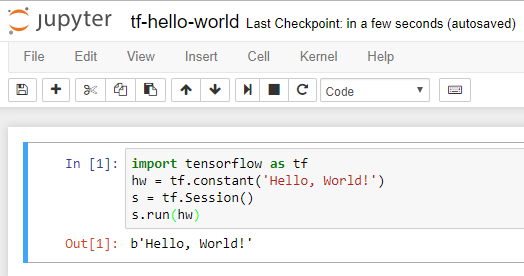 jupyter tf-hello-world Last Checkpoint: in a few seconds (autosaved)
File Edit View Insert Cell Kernel Help
Code
In [1]: import tensorflow as tf
hw = tf.constant('Hello, World!')
s = tf.Session()
s.run(hw)
Out[1]: b'Hello, World!'